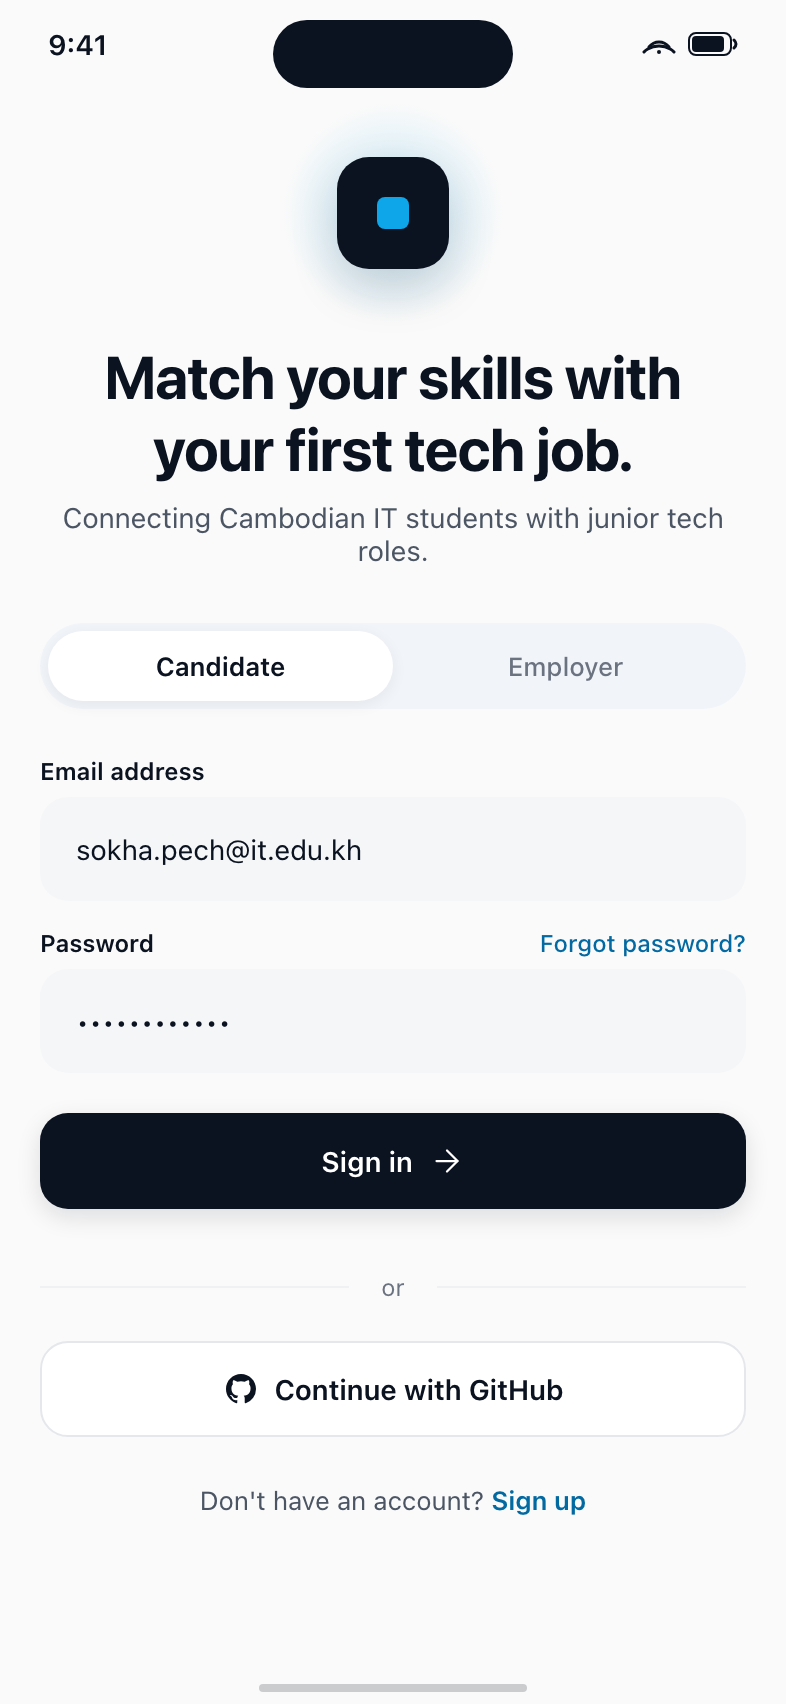 9:41
Match your skills with
your first tech job.
Connecting Cambodian IT students with junior tech
roles.
Candidate
Employer
Email address
sokha.pech@it.edu.kh
Password
Forgot password?
••••••••••••
Sign in →
or
Continue with GitHub
Don't have an account? Sign up